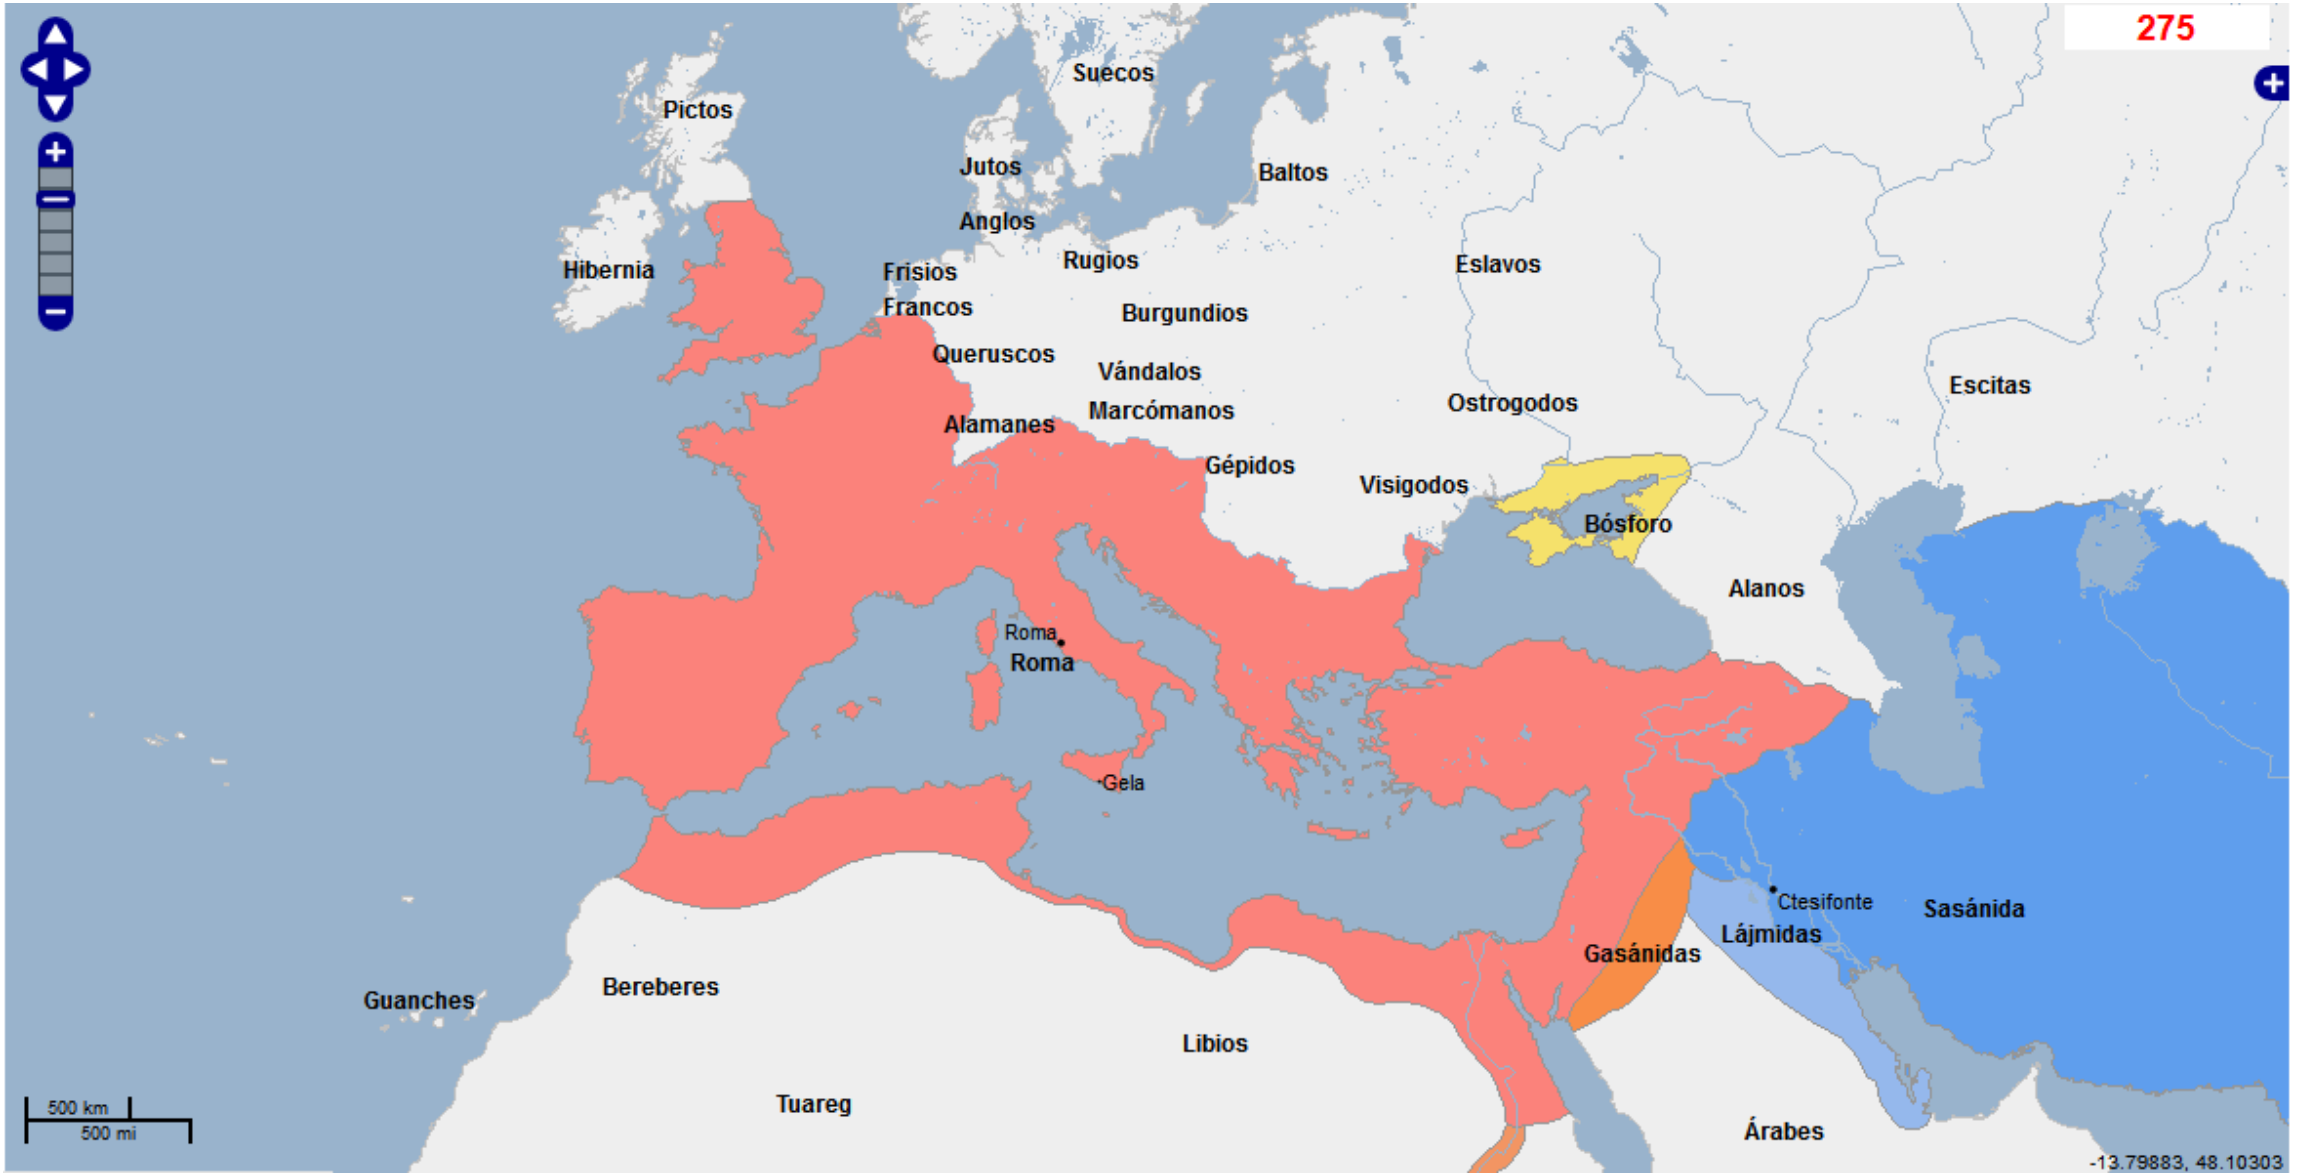 275
Suecos
Pictos
Jutos
Baltos
Anglos
Rugios
Eslavos
Hibernia
Frisios
Francos
Burgundios
Queruscos
Vándalos
Escitas
Ostrogodos
Marcómanos
Alamanes
Gépidos
Visigodos
Bósforo
Alanos
Roma
Roma
Gela
Ctesifonte
Sasánida
Lájmidas
Gasánidas
Bereberes
Guanches
Libios
Tuareg
Árabes
500 km
500 mi
-13.79883, 48.10303